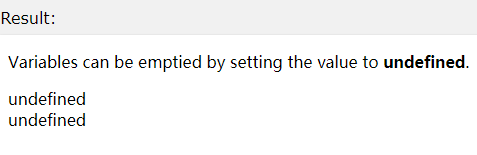 Result:
Variables can be emptied by setting the value to undefined.
undefined
undefined